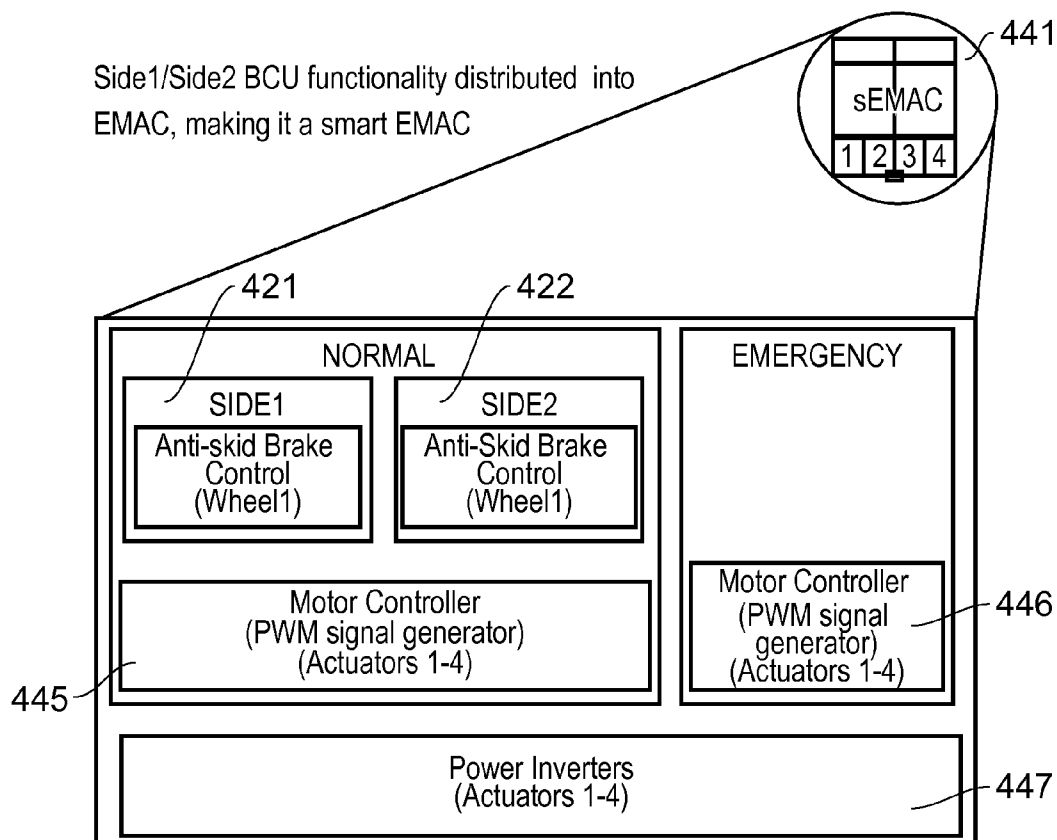 Side1/Side2 BCU functionality distributed into
EMAC, making it a smart EMAC
441
sEMAC
1 2 3 4
421
422
NORMAL
EMERGENCY
SIDE1
SIDE2
Anti-skid Brake
Control
(Wheel1)
Anti-Skid Brake
Control
(Wheel1)
Motor Controller
(PWM signal generator)
(Actuators 1-4)
Motor Controller
(PWM signal
generator)
(Actuators 1-4)
446
445
Power Inverters
(Actuators 1-4)
447